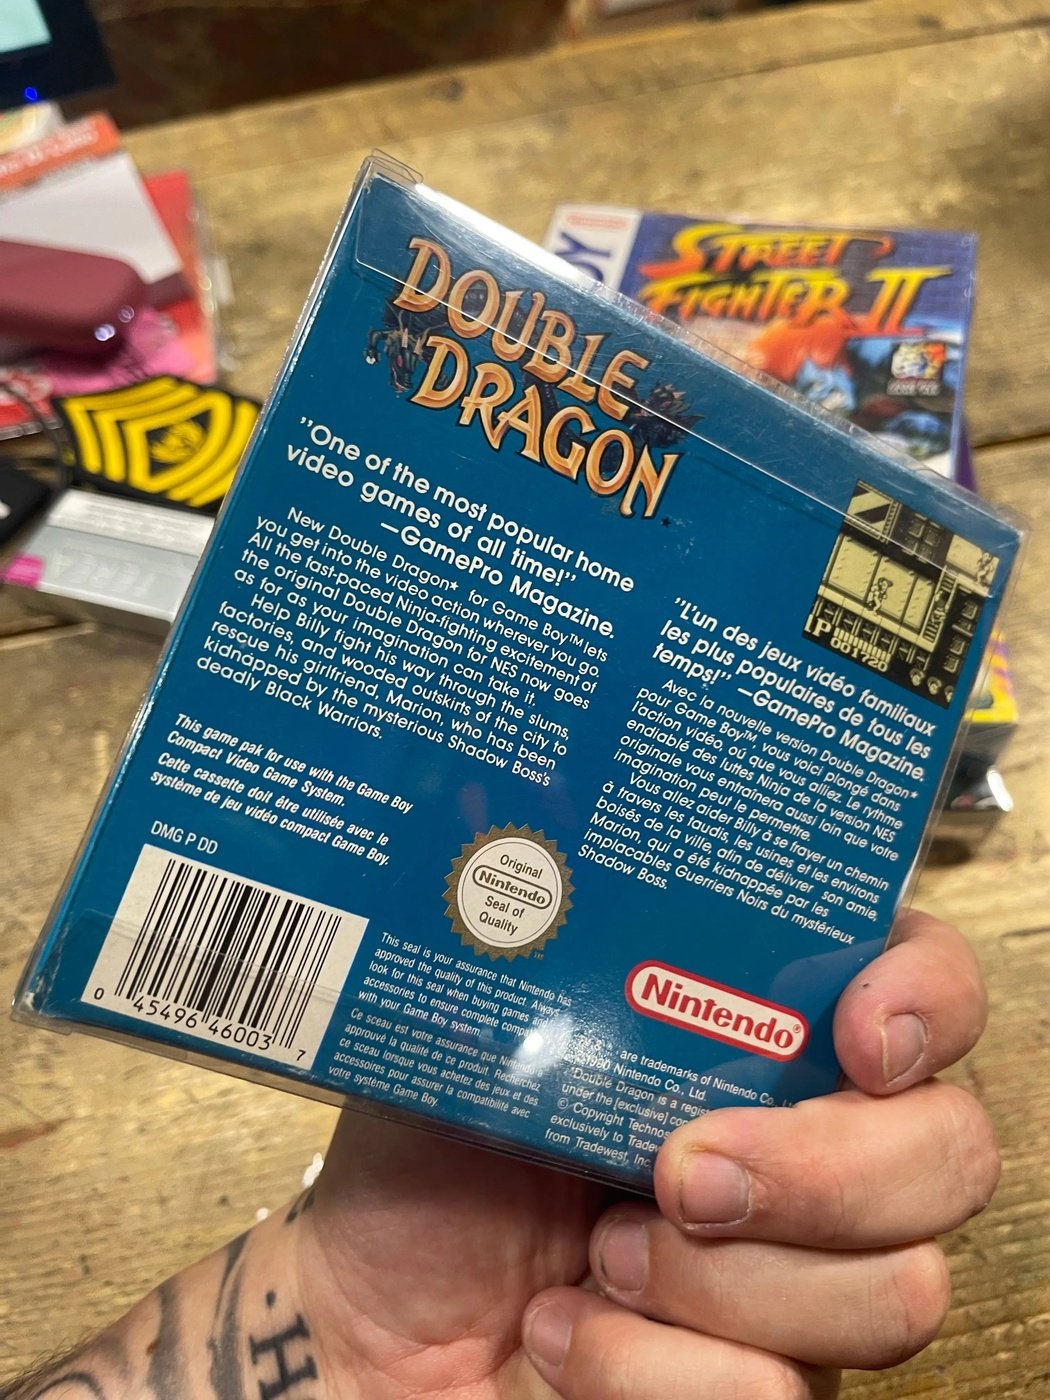 DOUBLE
DRAGON
"One of the most popular home
video games of all time!"
—GamePro Magazine.
New Double Dragon★ for Game Boy™ lets
you get into the video action wherever you go.
All the fast-paced Ninja-fighting excitement of
the original Double Dragon for NES now goes
as for as your imagination can take it.
Help Billy fight his way through the slums,
factories, and wooded outskirts of the city to
rescue his girlfriend, Marion, who has been
kidnapped by the mysterious Shadow Boss's
deadly Black Warriors.
This game pak for use with the Game Boy
Compact Video Game System.
Cette cassette doit être utilisée avec le
système de jeu vidéo compact Game Boy.
DMG P DD
0 45496 46003 7
1P
001720
"L'un des jeux vidéo familiaux
les plus populaires de tous les
temps!" —GamePro Magazine.
Avec la nouvelle version Double Dragon★
pour Game Boy™, vous voici plongé dans
l'action vidéo, oú que vous alliez. Le rythme
endiablé des luttes Ninja de la version NES
originale vous entraînera aussi loin que votre
imagination peut le permettre.
Vous allez aider Billy à se frayer un chemin
à travers les taudis, les usines et les environs
boisés de la ville, afin de délivrer son amie,
Marion, qui a été kidnappée par les
implacables Guerriers Noirs du mystérieux
Shadow Boss.
Original
Nintendo
Seal of
Quality
™
This seal is your assurance that Nintendo has
approved the quality of this product. Always
look for this seal when buying games and
accessories to ensure complete
with your Game Boy system.
Ce sceau est votre assurance que Nintendo a
approuvé la qualité de ce produit. Recherchez
ce sceau lorsque vous achetez des jeux et des
accessoires pour assurer la compatibilité avec
votre système Game Boy.
Nintendo®
are trademarks of Nintendo Co.,
©1990 Nintendo Co., Ltd.
"Double Dragon is a
under the [exclusive]
© Copyright
exclusively to
from Tradewest, Inc.
STREET
FIGHTER II
H